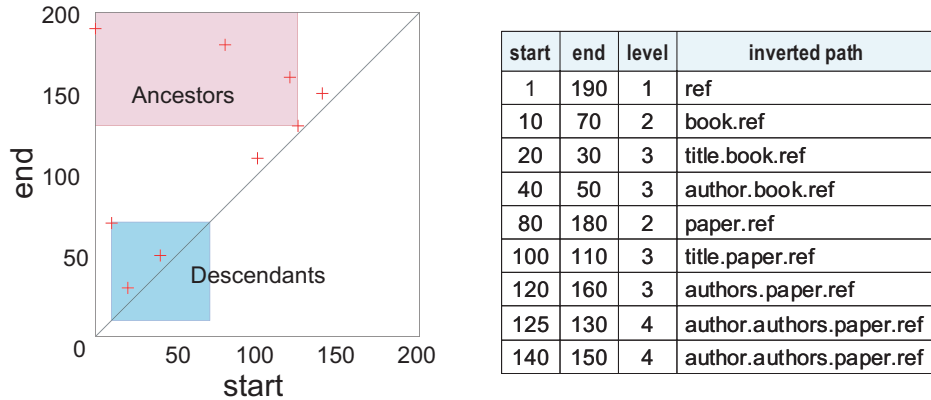 200
150
100
50
0
end
Ancestors
Descendants
50 100 150 200
start
start end level inverted path
1 190 1 ref
10 70 2 book.ref
20 30 3 title.book.ref
40 50 3 author.book.ref
80 180 2 paper.ref
100 110 3 title.paper.ref
120 160 3 authors.paper.ref
125 130 4 author.authors.paper.ref
140 150 4 author.authors.paper.ref